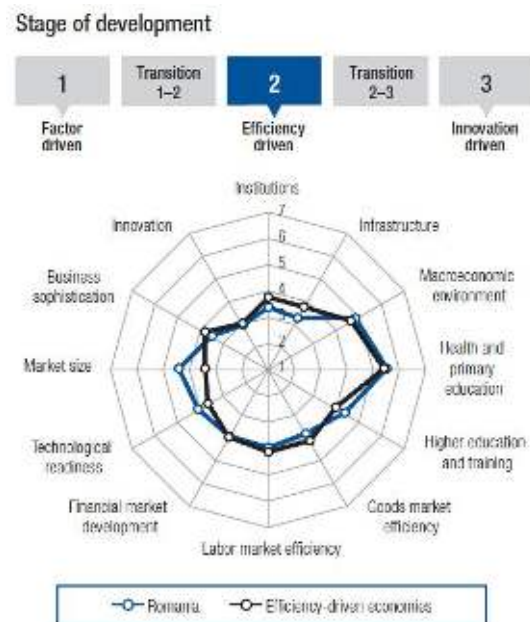 Stage of development
1
Transition
1–2
2
Transition
2–3
3
Factor
driven
Efficiency
driven
Innovation
driven
Institutions
7
6
5
4
3
2
1
Innovation
Infrastructure
Business
sophistication
Macroeconomic
environment
Market size
Health and
primary
education
Technological
readiness
Higher education
and training
Financial market
development
Goods market
efficiency
Labor market efficiency
Romania
Efficiency-driven economies